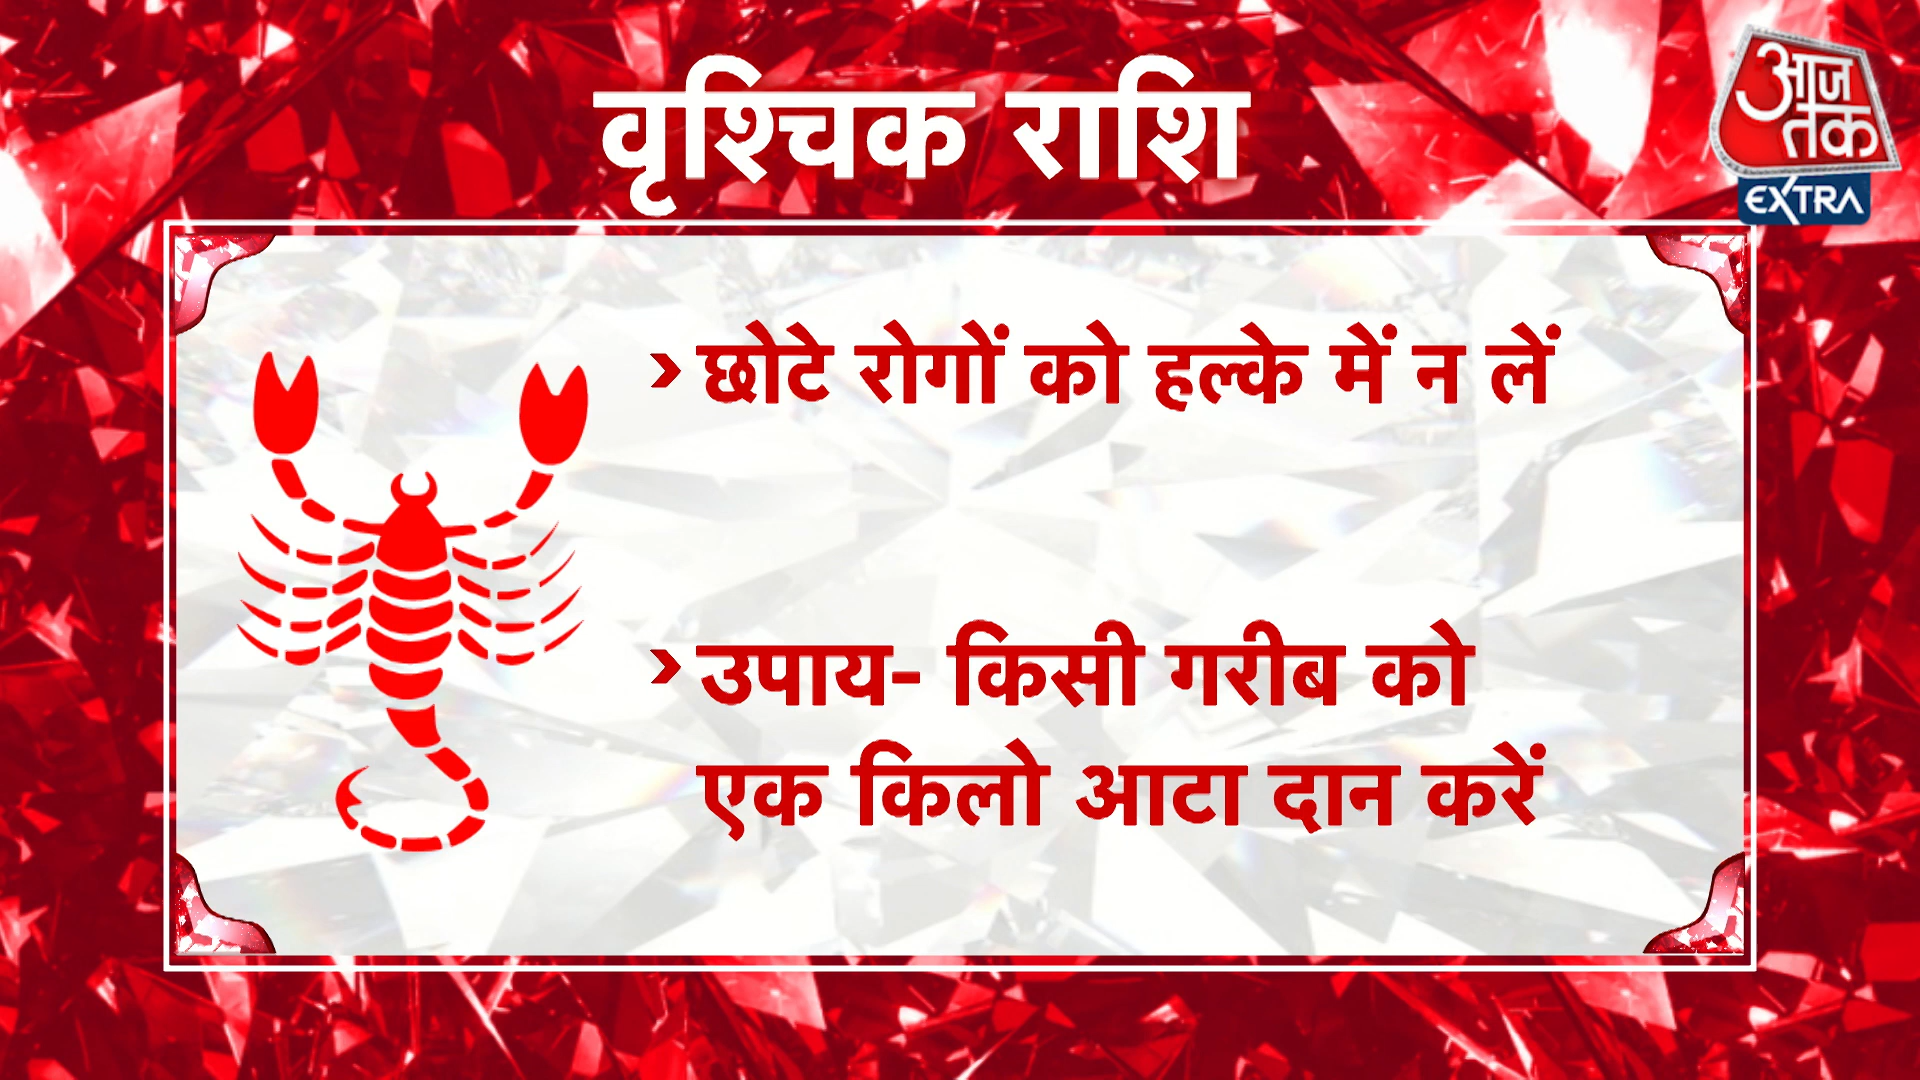 वृश्चिक राशि
आज
तक
EXTRA
> छोटे रोगों को हल्के में न लें
> उपाय- किसी गरीब को
एक किलो आटा दान करें